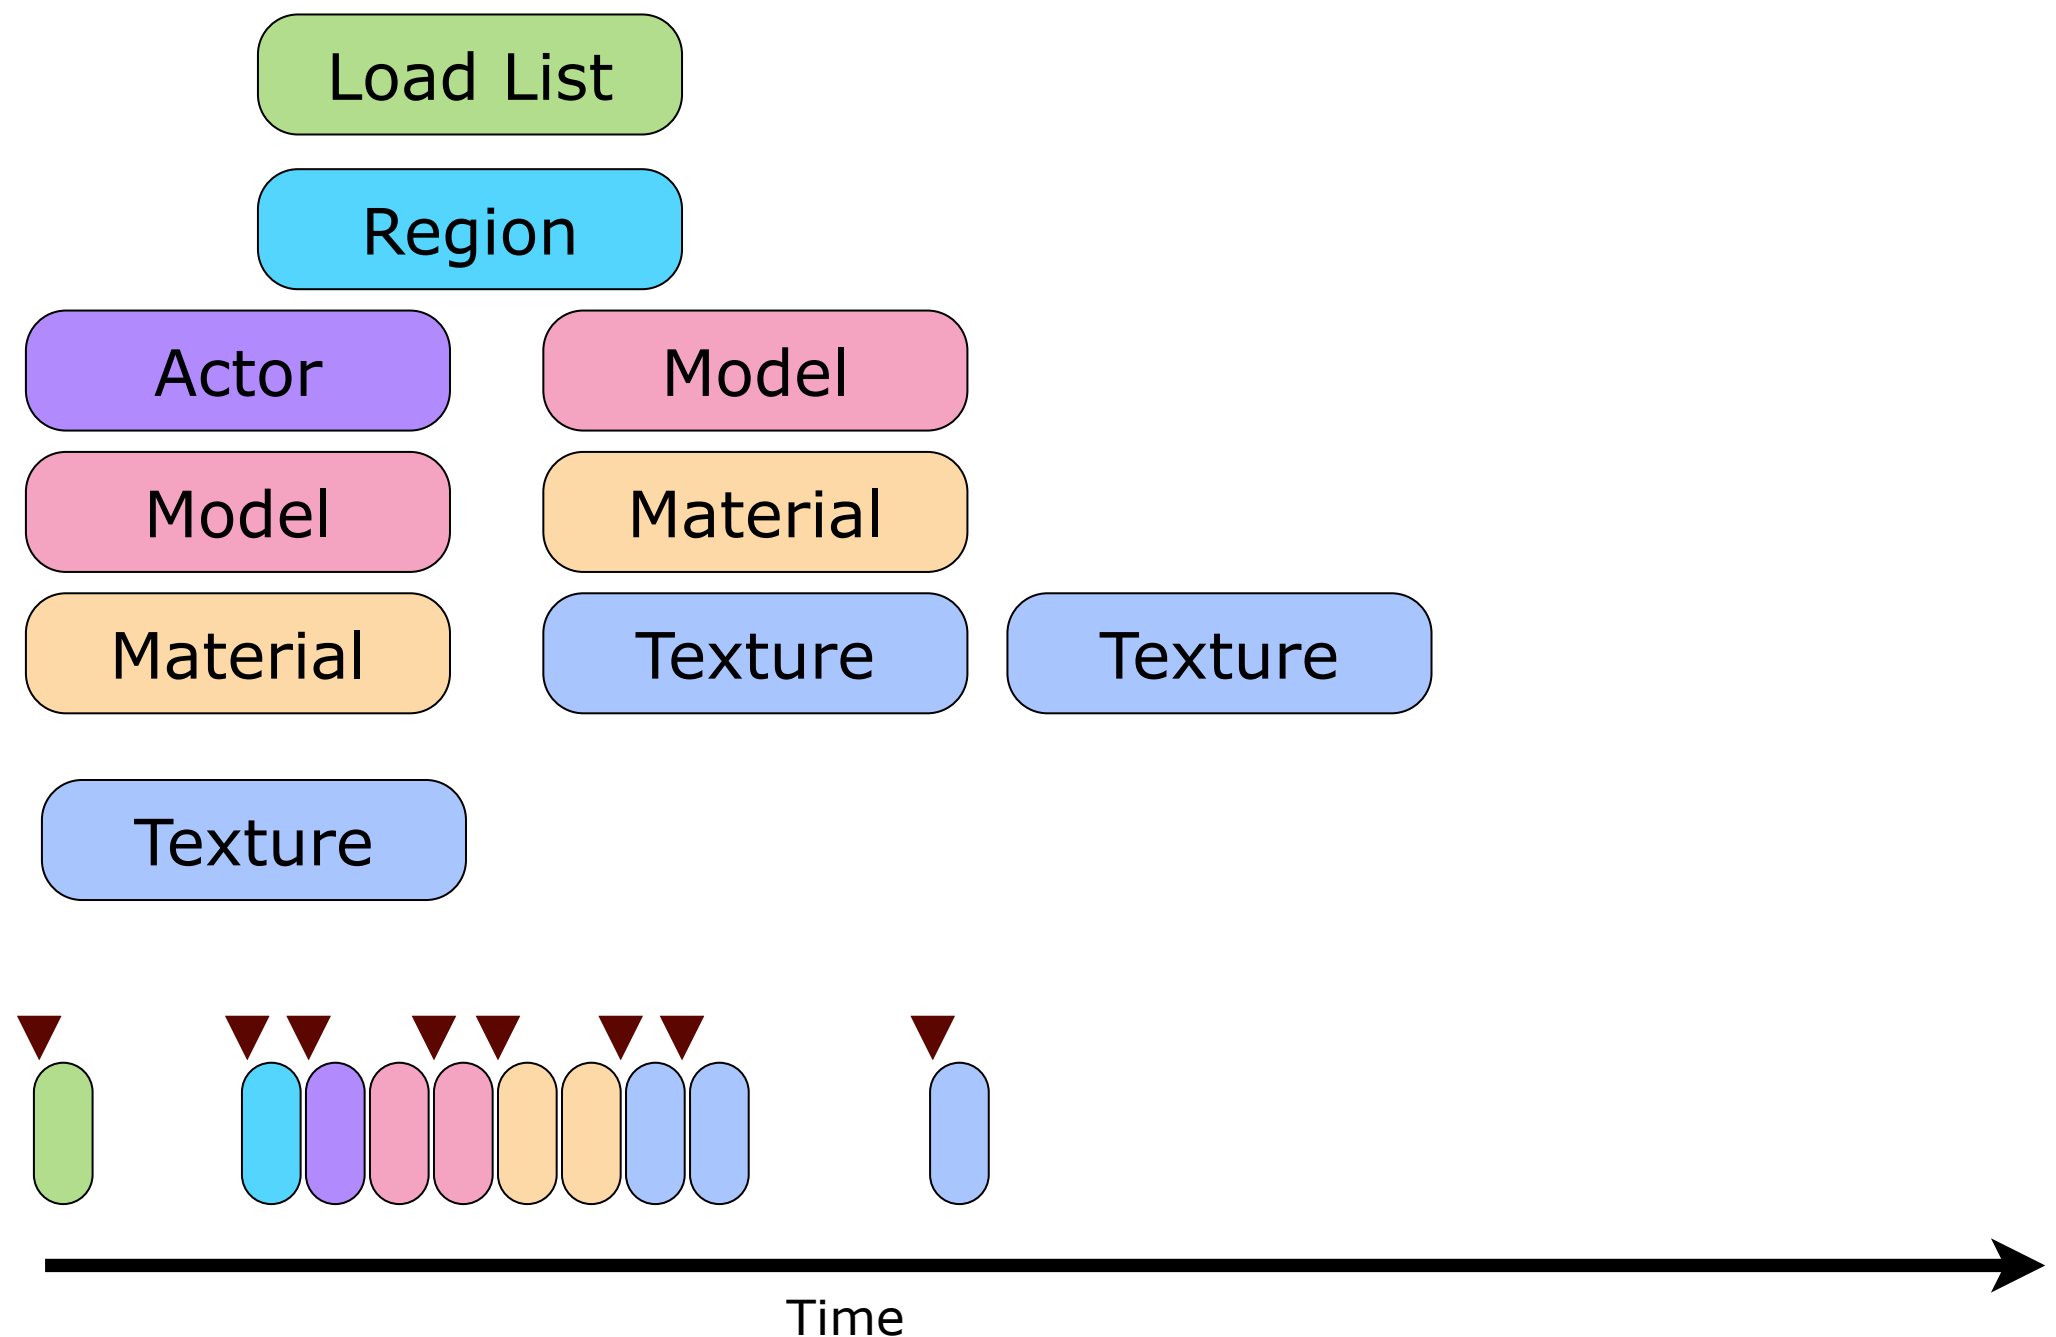 Load List
Region
Actor
Model
Model
Material
Material
Texture
Texture
Texture
Time